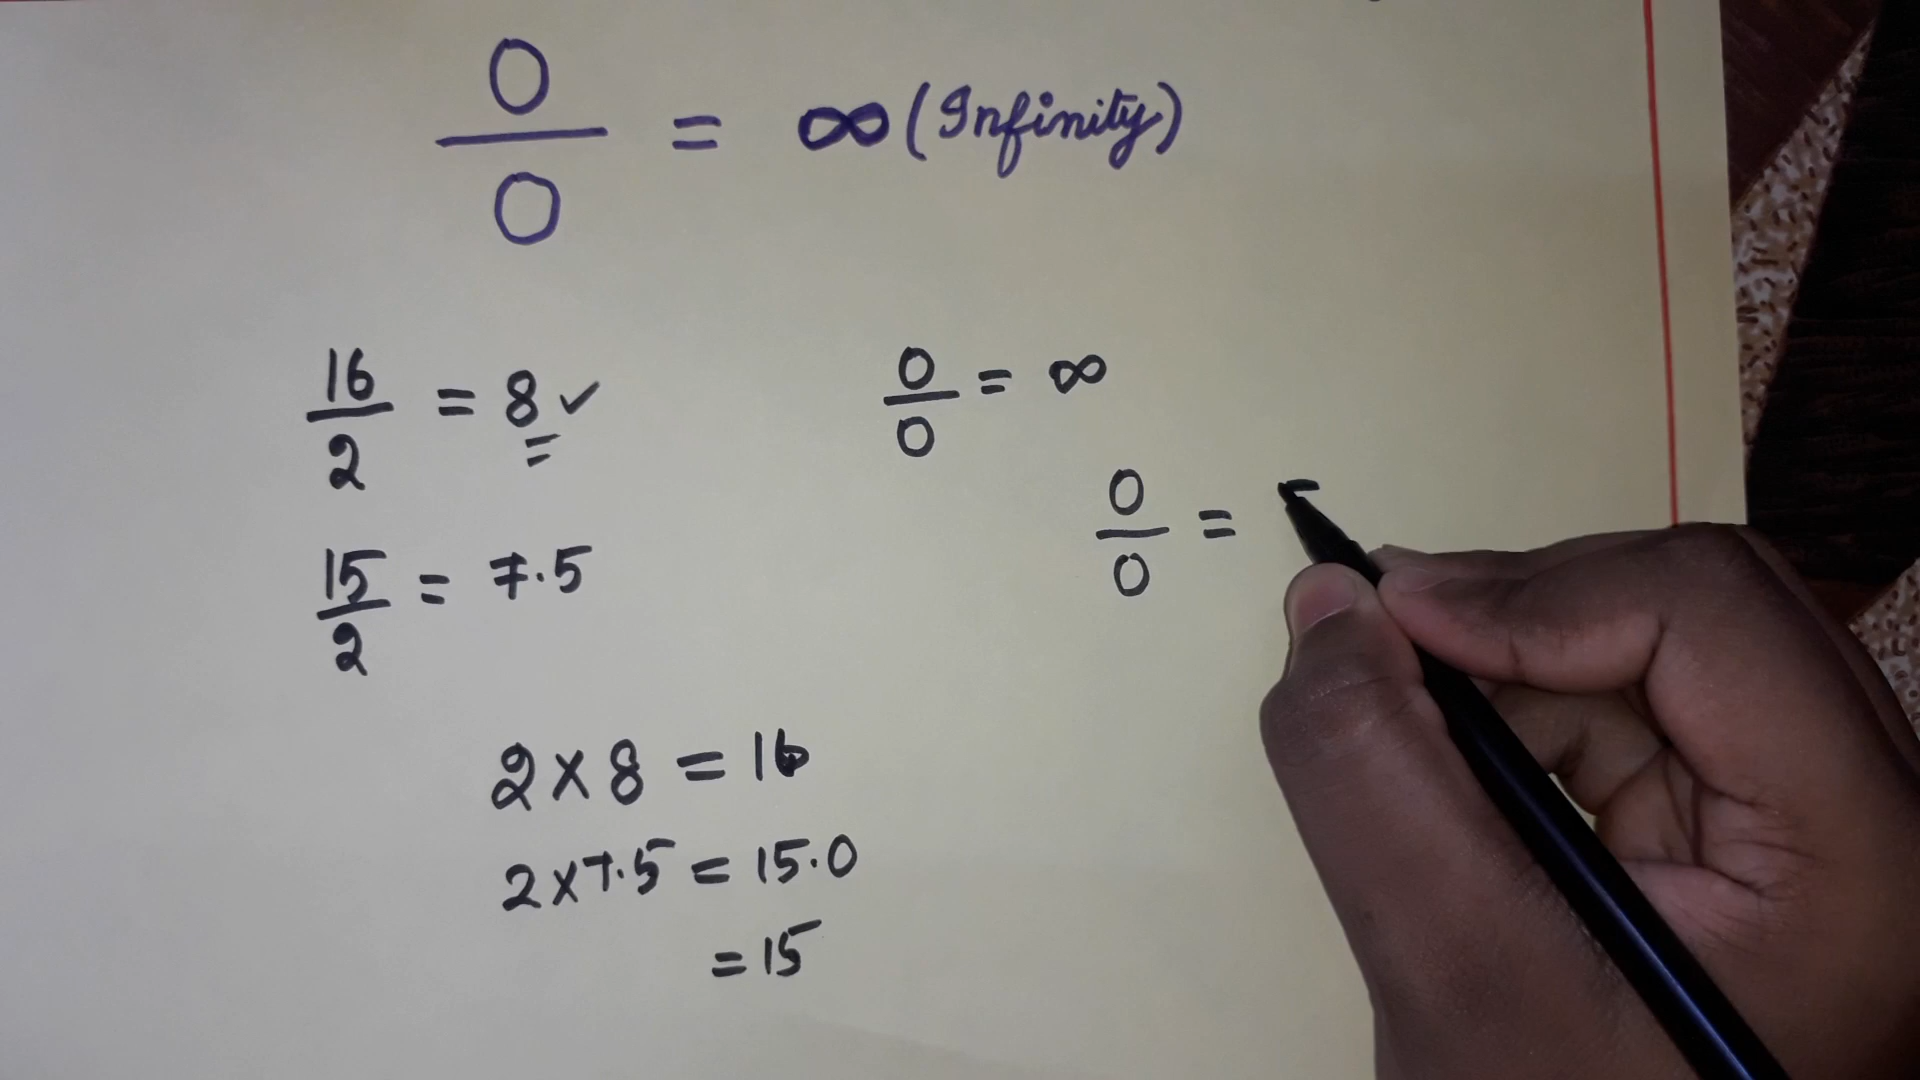 0/0 = ∞ (Infinity)
16/2 = 8 ✓
0/0 = ∞
0/0 =
15/2 = 7.5
2 × 8 = 16
2 × 7.5 = 15.0
= 15